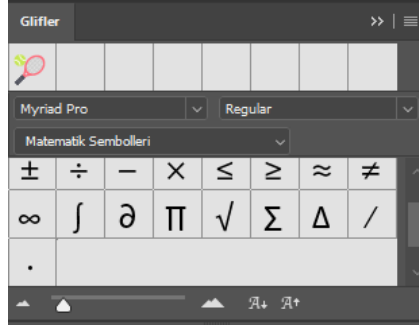 Glifler
Myriad Pro Regular
Matematik Sembolleri
± ÷ − × ≤ ≥ ≈ ≠
∞ ∫ ∂ ∏ √ ∑ ∆ ∕
∙